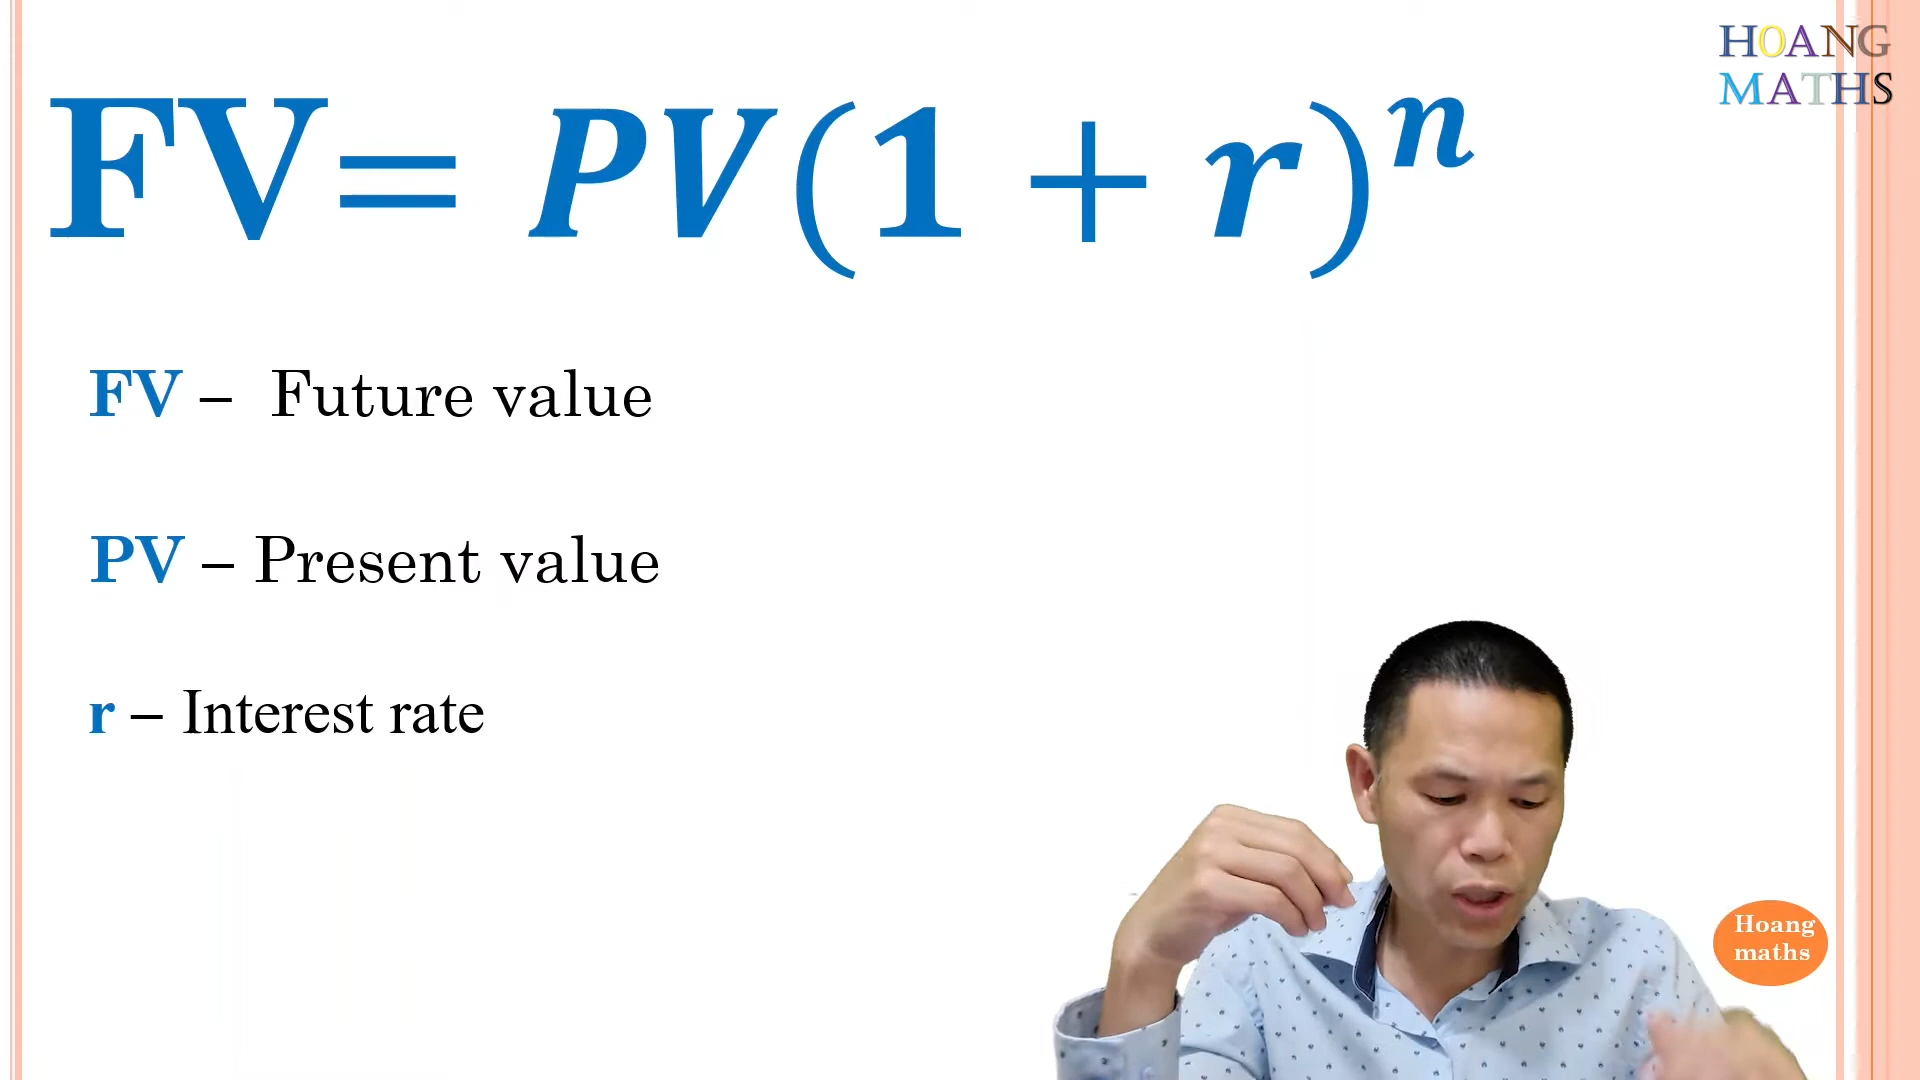 HOANG
MATHS
FV= PV(1 + r)ⁿ
FV – Future value
PV – Present value
r – Interest rate
Hoang
maths